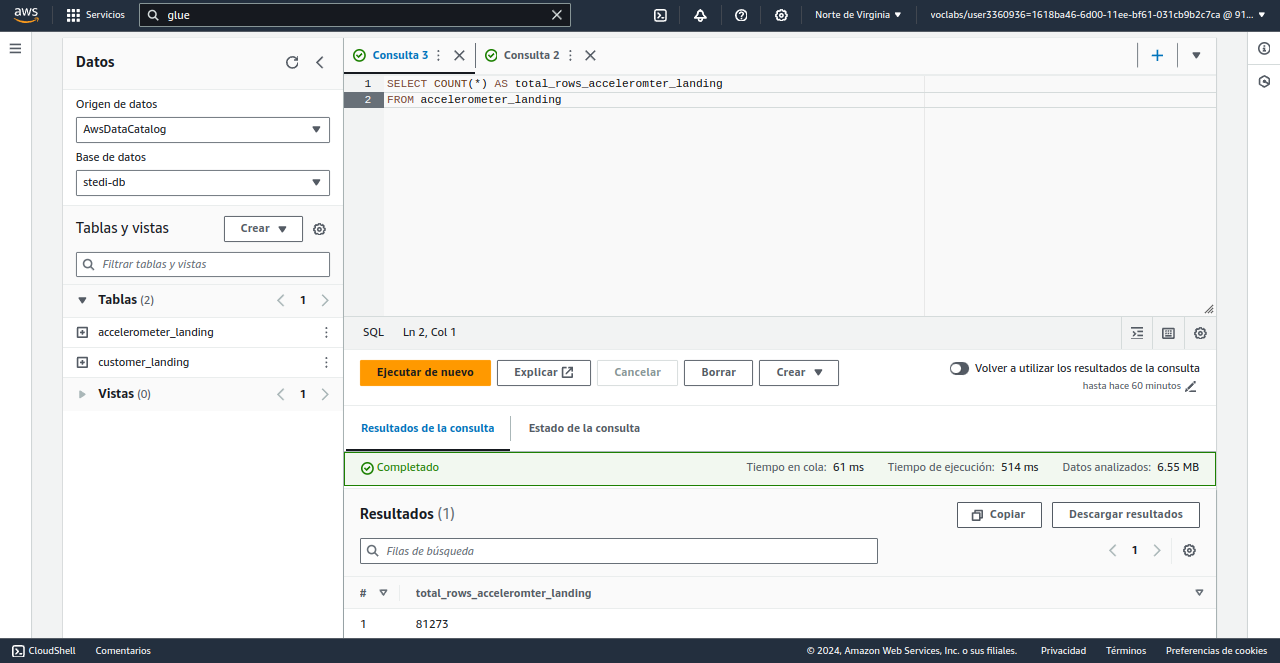 aws
Servicios
glue
Norte de Virginia
voclabs/user3360936=1618ba46-6d00-11ee-bf61-031cb9b2c7ca @ 91...
Datos
Origen de datos
AwsDataCatalog
Base de datos
stedi-db
Tablas y vistas
Crear
Filtrar tablas y vistas
Tablas (2)
1
accelerometer_landing
customer_landing
Vistas (0)
1
Consulta 3
Consulta 2
1 SELECT COUNT(*) AS total_rows_acceleromter_landing
2 FROM accelerometer_landing
SQL
Ln 2, Col 1
Ejecutar de nuevo
Explicar
Cancelar
Borrar
Crear
Volver a utilizar los resultados de la consulta
hasta hace 60 minutos
Resultados de la consulta
Estado de la consulta
Completado
Tiempo en cola: 61 ms
Tiempo de ejecución: 514 ms
Datos analizados: 6.55 MB
Resultados (1)
Copiar
Descargar resultados
Filas de búsqueda
1
# total_rows_acceleromter_landing
1 81273
CloudShell
Comentarios
© 2024, Amazon Web Services, Inc. o sus filiales.
Privacidad
Términos
Preferencias de cookies